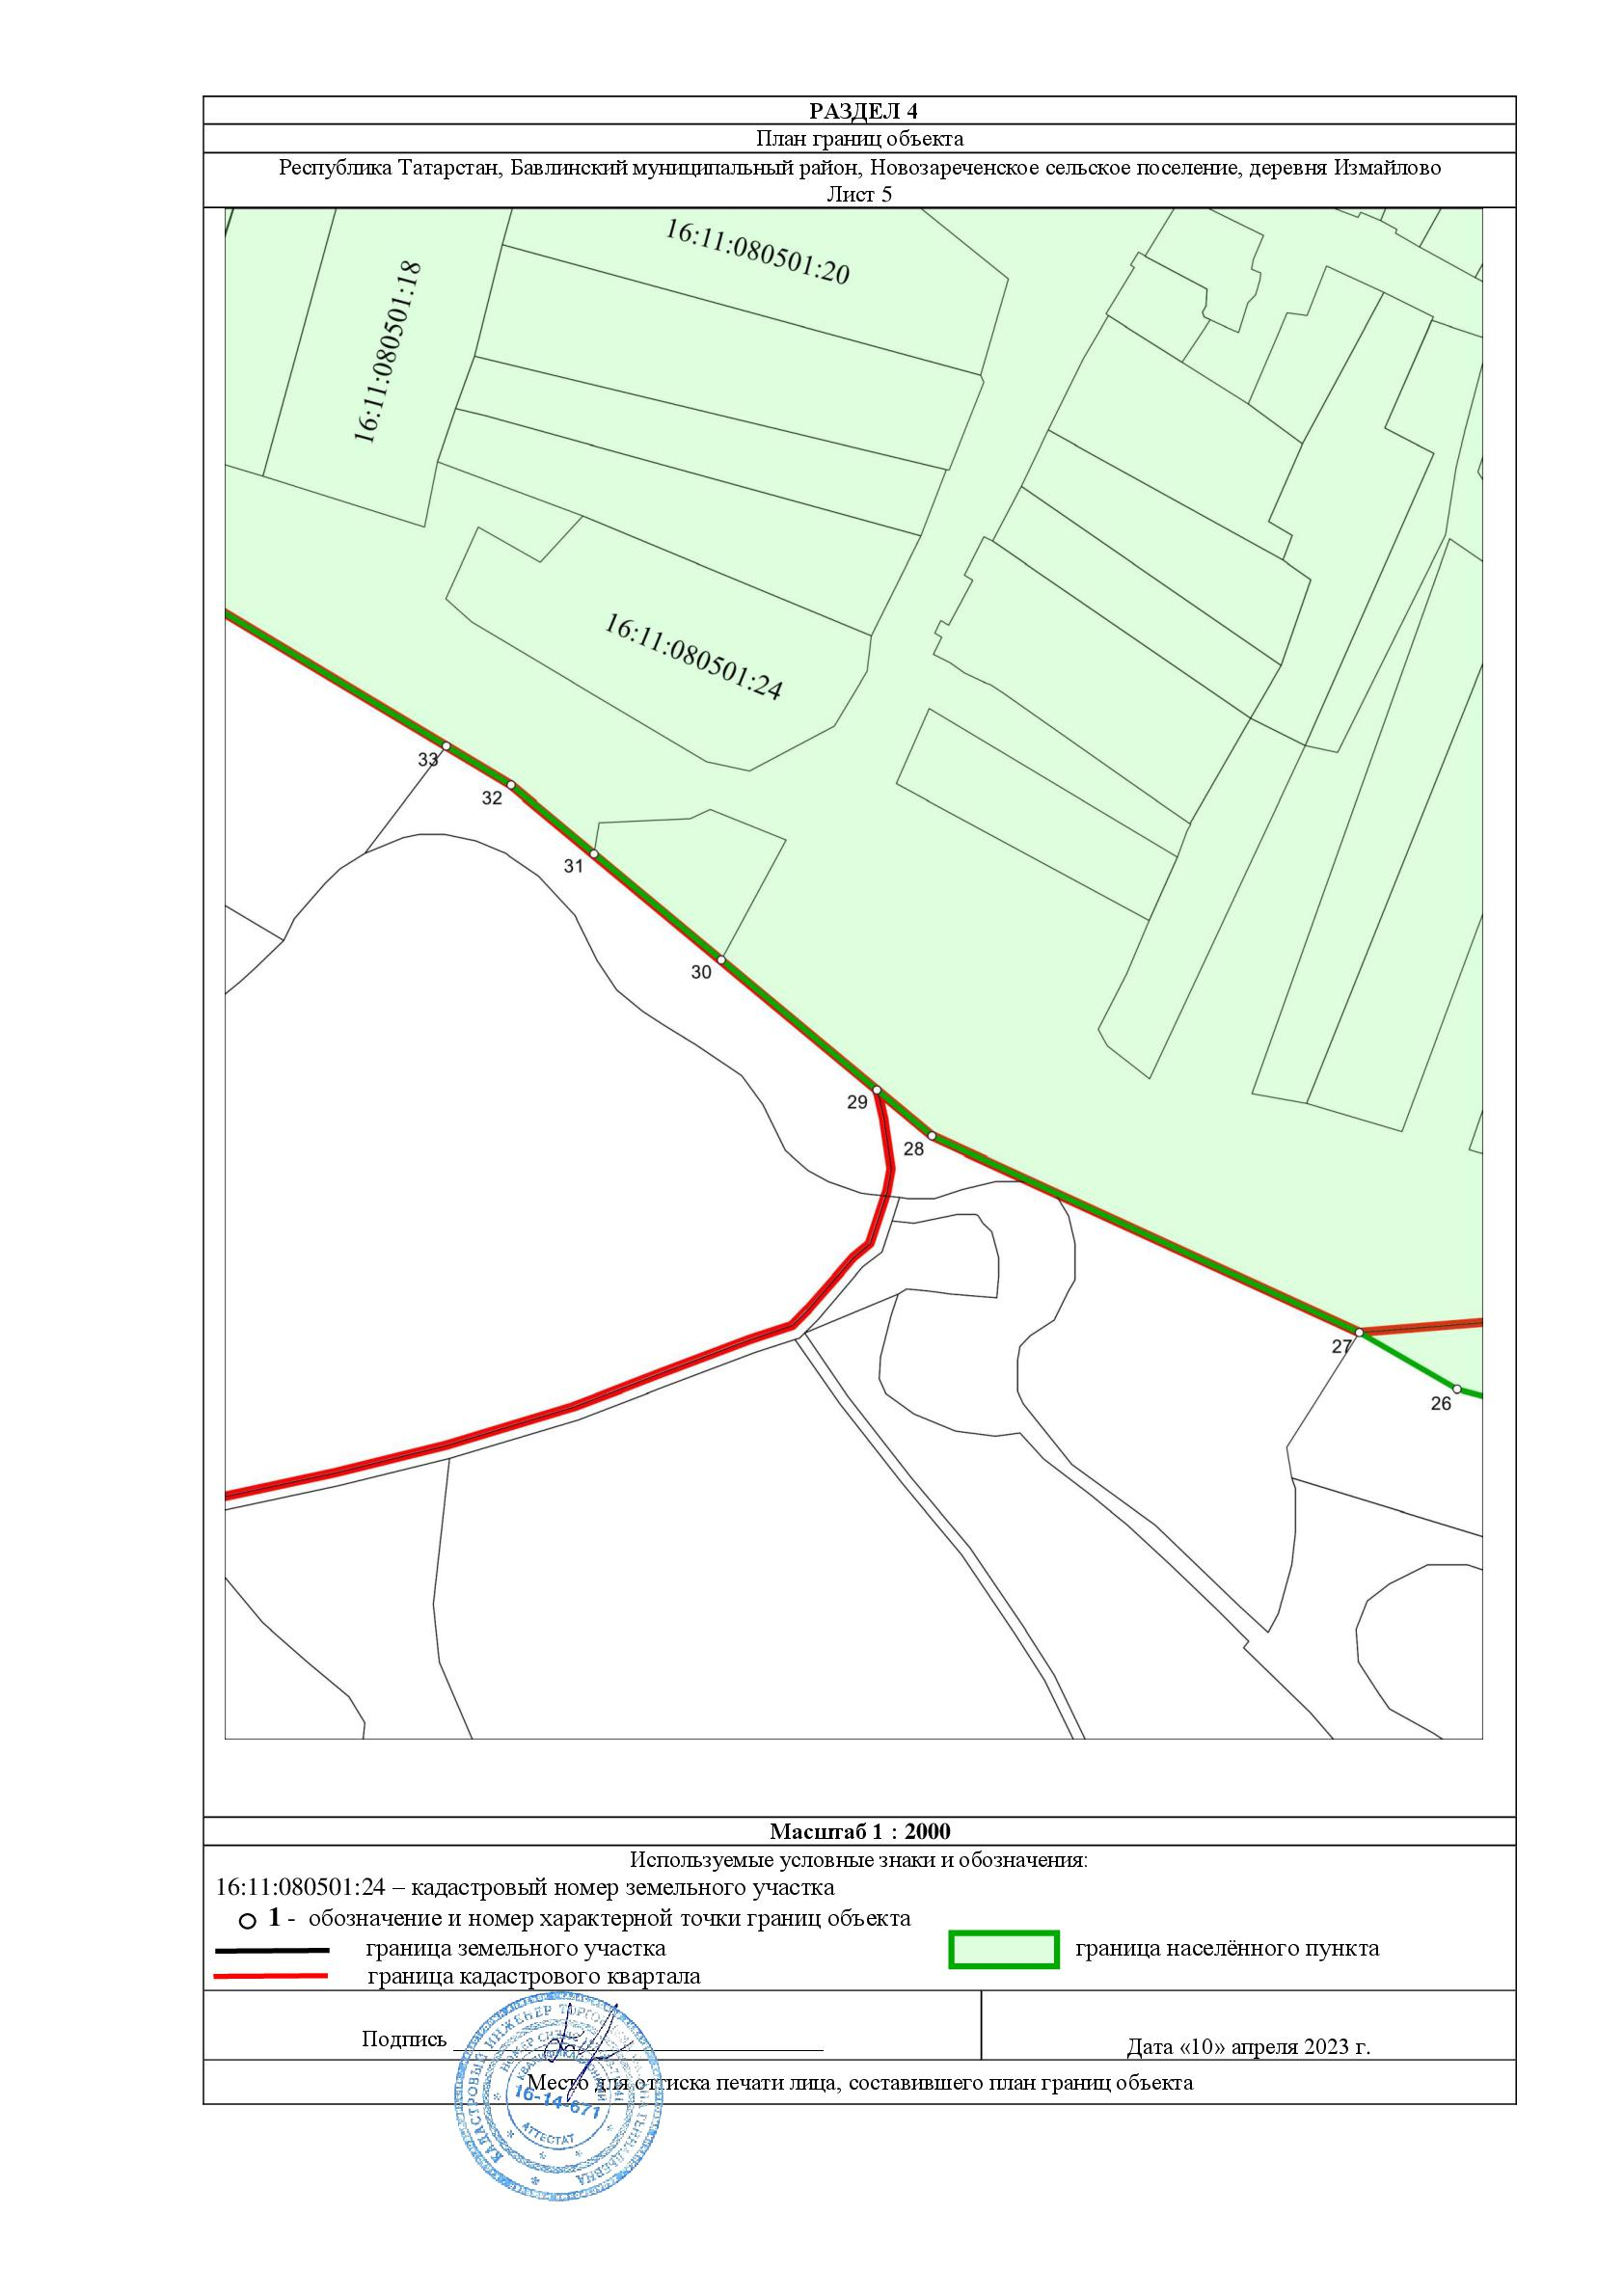 РАЗДЕЛ 4
План границ объекта
Республика Татарстан, Бавлинский муниципальный район, Новозареченское сельское поселение, деревня Измайлово
Лист 5
16:11:080501:20
16:11:080501:18
16:11:080501:24
33
32
31
30
29
28
27
26
Масштаб 1 : 2000
Используемые условные знаки и обозначения:
16:11:080501:24 – кадастровый номер земельного участка
1 - обозначение и номер характерной точки границ объекта
граница земельного участка
граница населённого пункта
граница кадастрового квартала
Подпись
Дата «10» апреля 2023 г.
Место для оттиска печати лица, составившего план границ объекта
КАДАСТРОВЫЙ ИНЖЕНЕР
16-14-671
АТТЕСТАТ